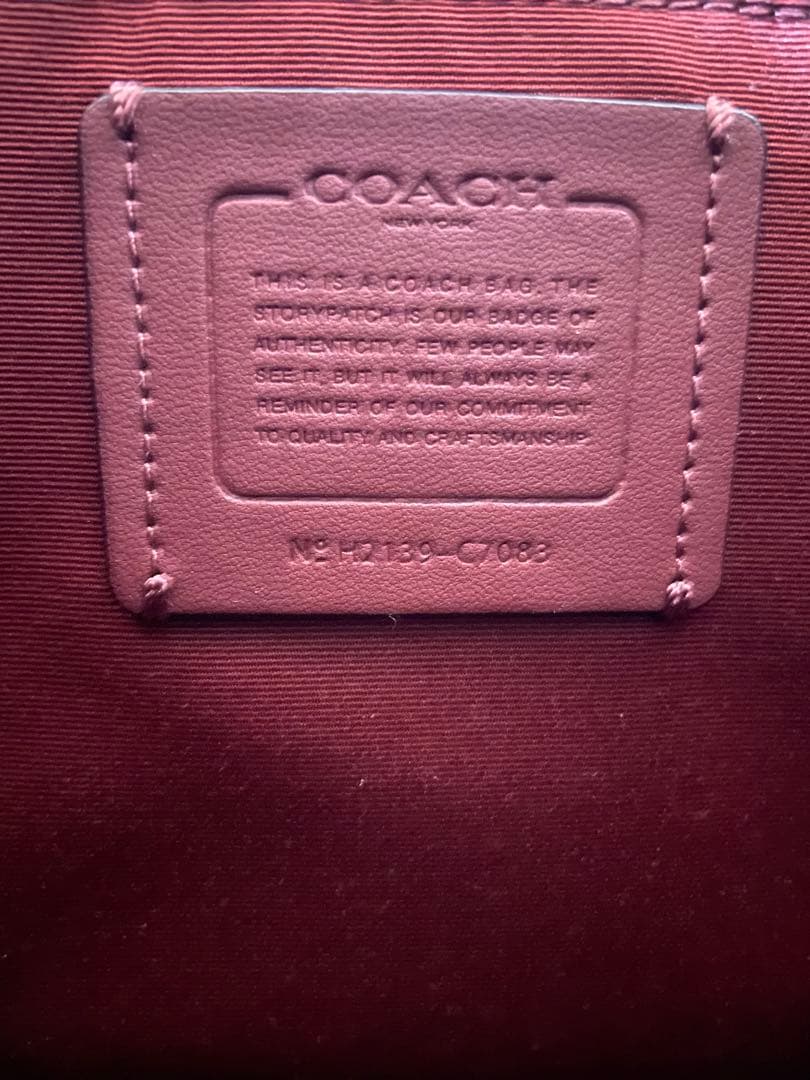 COACH
NEW YORK
THIS IS A COACH BAG. THE
STORYPATCH IS OUR BADGE OF
AUTHENTICITY. FEW PEOPLE MAY
SEE IT, BUT IT WILL ALWAYS BE A
REMINDER OF OUR COMMITMENT
TO QUALITY AND CRAFTSMANSHIP.
Nº H2139-C7083